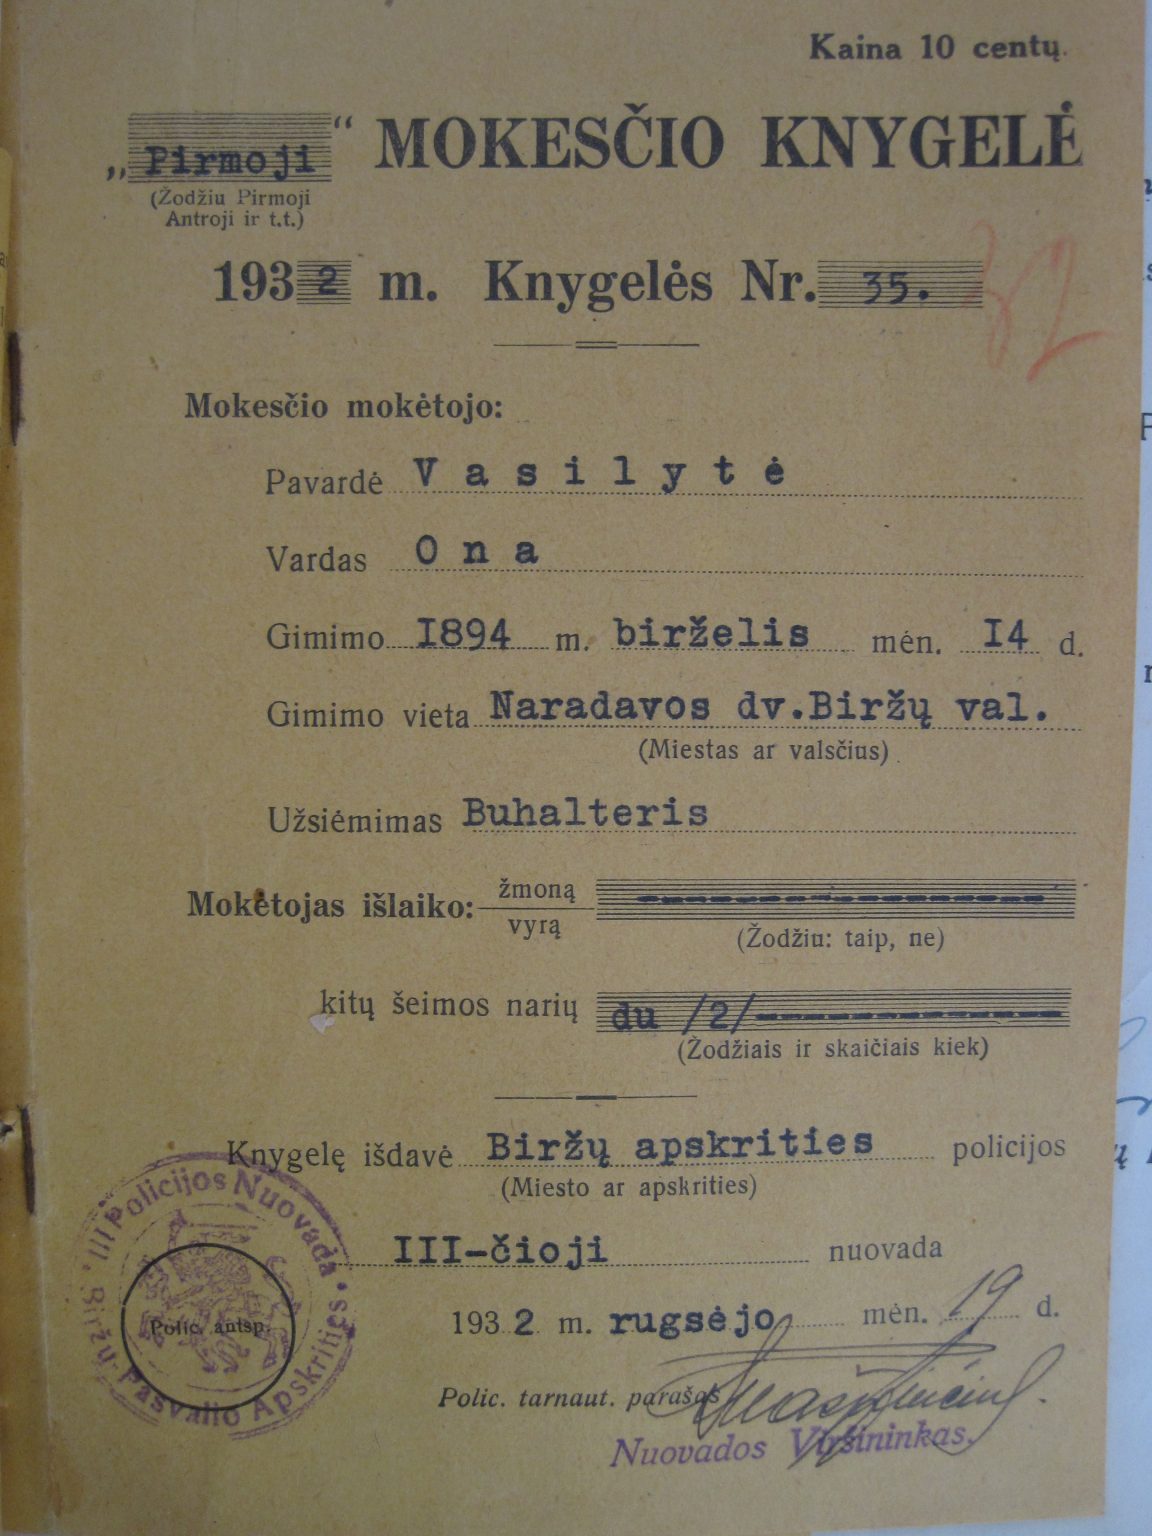 Kaina 10 centų.
„Pirmoji“ MOKESČIO KNYGELĖ
(Žodžiu Pirmoji
Antroji ir t.t.)
1932 m. Knygelės Nr. 35.
32
Mokesčio mokėtojo:
Pavardė Vasilytė
Vardas Ona
Gimimo I894 m. birželis mėn. I4 d.
Gimimo vieta Naradavos dv.Biržų val.
(Miestas ar valsčius)
Užsiėmimas Buhalteris
Mokėtojas išlaiko: žmoną
vyrą
(Žodžiu: taip, ne)
kitų šeimos narių du /2/
(Žodžiais ir skaičiais kiek)
Knygelę išdavė Biržų apskrities policijos
(Miesto ar apskrities)
III-čioji nuovada
1932 m. rugsėjo mėn. 19 d.
Polic. tarnaut. parašas
Nuovados Viršininkas.
III Policijos Nuovada
Biržų-Pasvalio Apskrities
Polic. antsp.